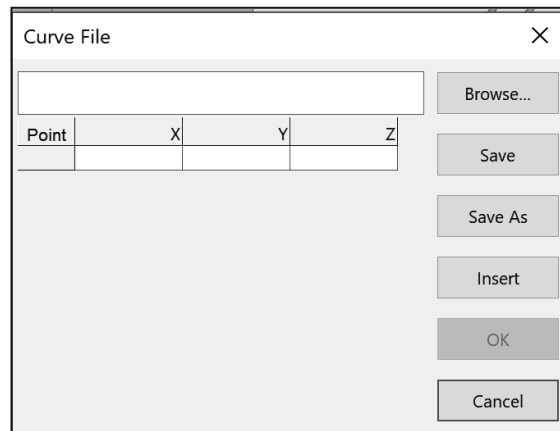 Curve File
Browse...
Point X Y Z
Save
Save As
Insert
OK
Cancel